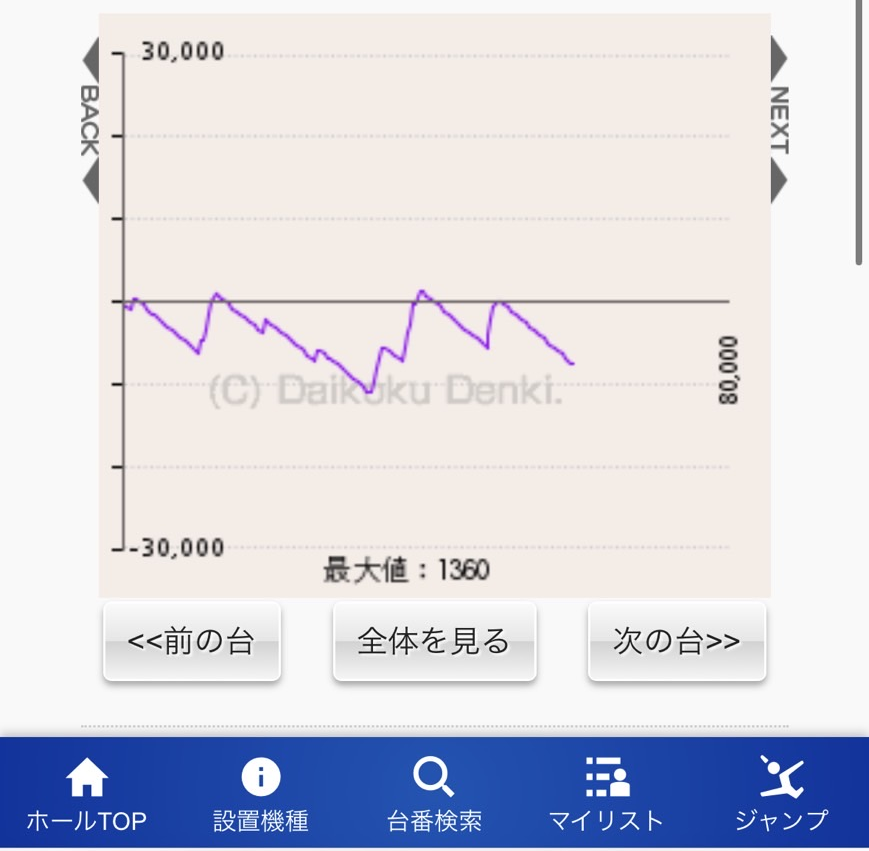 30,000
BACK
NEXT
80,000
(C) Daikoku Denki.
-30,000
最大値：1360
<<前の台
全体を見る
次の台>>
ホールTOP
設置機種
台番検索
マイリスト
ジャンプ